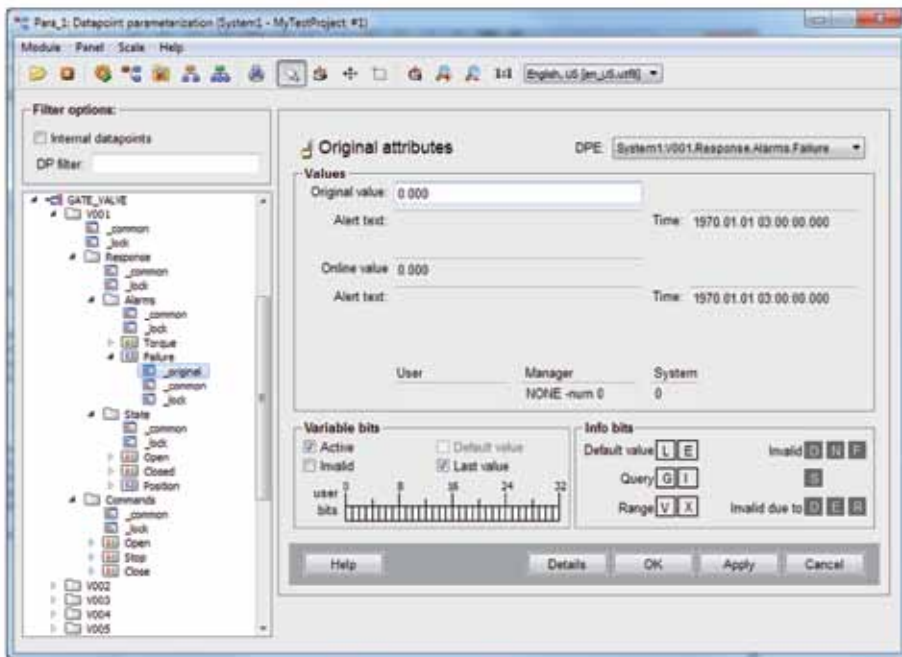 Para_1: Datapoint parameterization (System1 - MyTestProject: #1)
Module Panel Scale Help
1:1 English, US [en_US.utf8]
Filter options:
Internal datapoints
DP filter:
GATE_VALVE
V001
_common
_lock
Response
_common
_lock
Alarms
_common
_lock
Torque
Failure
_original
_common
_lock
State
_common
_lock
Open
Closed
Position
Commands
_common
_lock
Open
Stop
Close
V002
V003
V004
V005
Original attributes
DPE: System1:V001.Response.Alarms.Failure
Values
Original value: 0.000
Alert text: Time: 1970.01.01 03:00:00.000
Online value 0.000
Alert text: Time: 1970.01.01 03:00:00.000
User Manager System
NONE -num 0 0
Variable bits
Active Default value
Invalid Last value
0 8 16 24 32
user bits
Info bits
Default value L E Invalid O N F
Query G I S
Range V X Invalid due to D E R
Help Details OK Apply Cancel